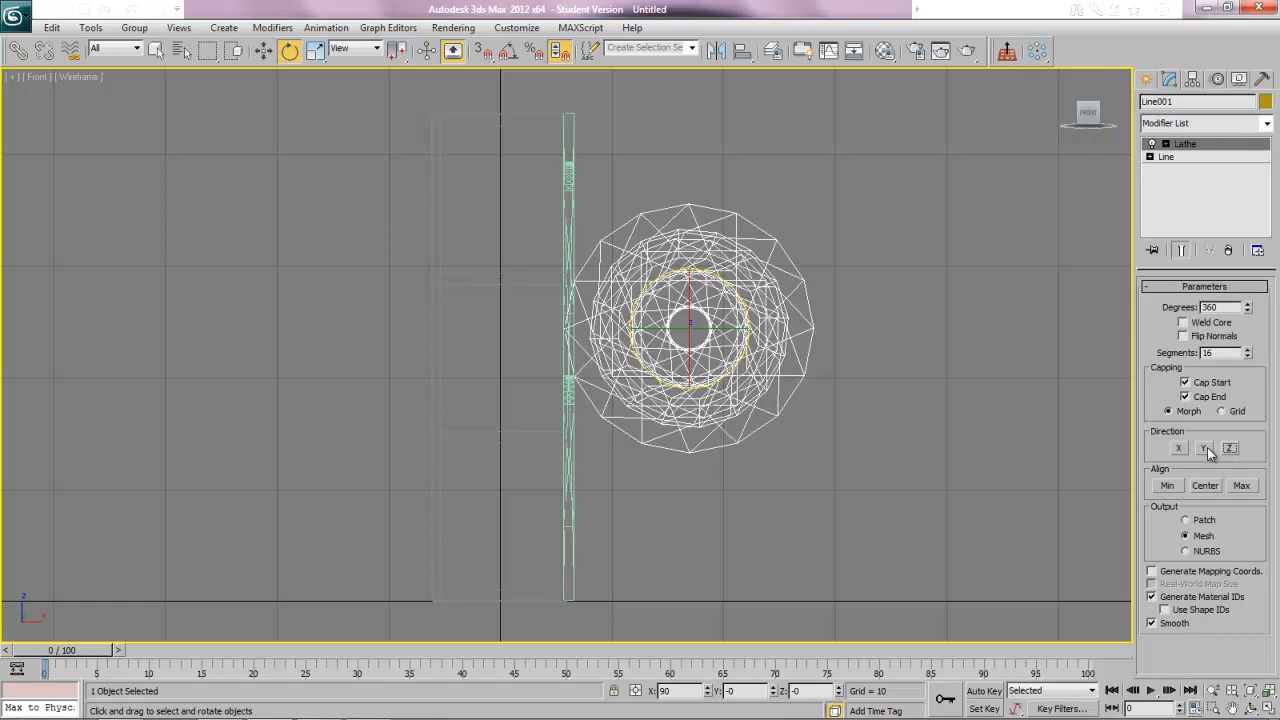 Autodesk 3ds Max 2012 x64 - Student Version Untitled
Edit Tools Group Views Create Modifiers Animation Graph Editors Rendering Customize MAXScript Help
All View 3 Create Selection Se
[ + ] [ Front ] [ Wireframe ]
FRONT
Line001
Modifier List
Lathe
Line
- Parameters
Degrees: 360
Weld Core
Flip Normals
Segments: 16
Capping
Cap Start
Cap End
Morph Grid
Direction
X Y Z
Align
Min Center Max
Output
Patch
Mesh
NURBS
Generate Mapping Coords.
Real-World Map Size
Generate Material IDs
Use Shape IDs
Smooth
z
x
z
< 0 / 100 >
0 5 10 15 20 25 30 35 40 45 50 55 60 65 70 75 80 85 90 95 100
1 Object Selected X: 90 Y: -0 Z: -0 Grid = 10 Auto Key Selected
Max to Physc Click and drag to select and rotate objects Add Time Tag Set Key Key Filters... 0